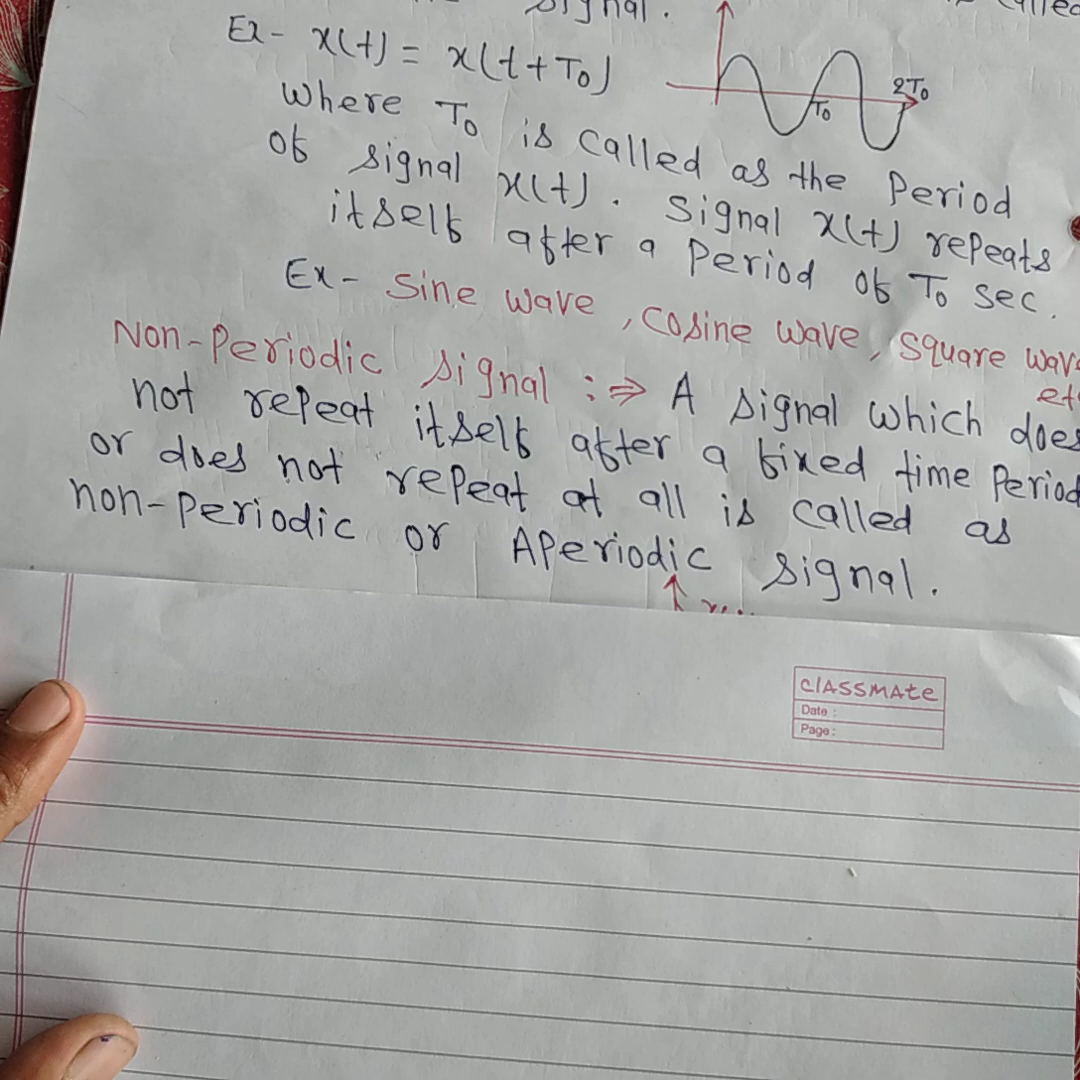 signal.
Ex- x(t) = x(t+T0)
2T0
T0
where T0 is called as the Period
of signal x(t). Signal x(t) repeats
itself after a Period of T0 sec.
Ex- Sine wave, Cosine wave, Square wave
etc
Non-Periodic signal :⇒ A signal which does
not repeat itself after a fixed time Period
or does not repeat at all is called as
non-Periodic or APeriodic signal.
CLASSMATE
Date :
Page :